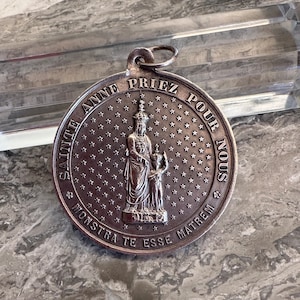 SAINTE ANNE PRIEZ POUR NOUS
MONSTRA TE ESSE MATREM